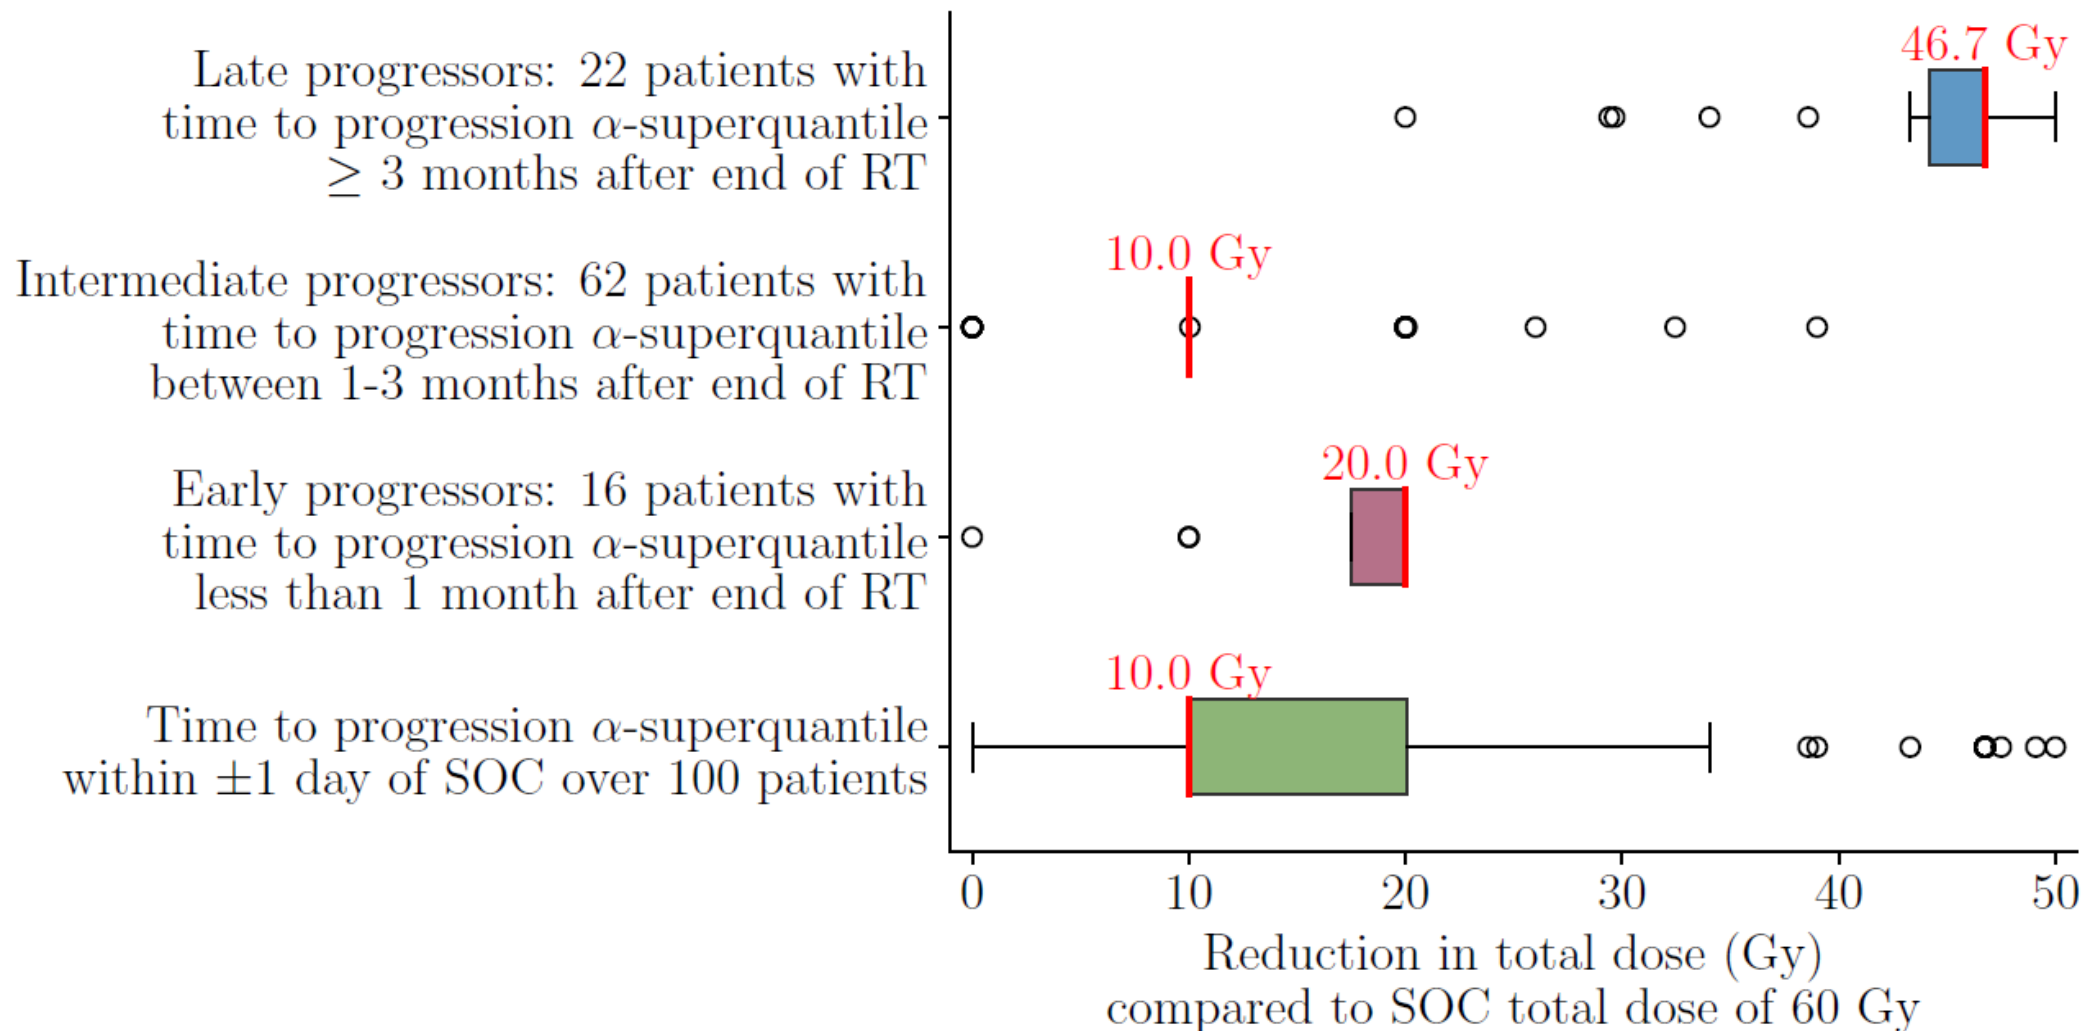 46.7 Gy
Late progressors: 22 patients with
time to progression α-superquantile
≥ 3 months after end of RT
10.0 Gy
Intermediate progressors: 62 patients with
time to progression α-superquantile
between 1-3 months after end of RT
20.0 Gy
Early progressors: 16 patients with
time to progression α-superquantile
less than 1 month after end of RT
10.0 Gy
Time to progression α-superquantile
within ±1 day of SOC over 100 patients
0 10 20 30 40 50
Reduction in total dose (Gy)
compared to SOC total dose of 60 Gy